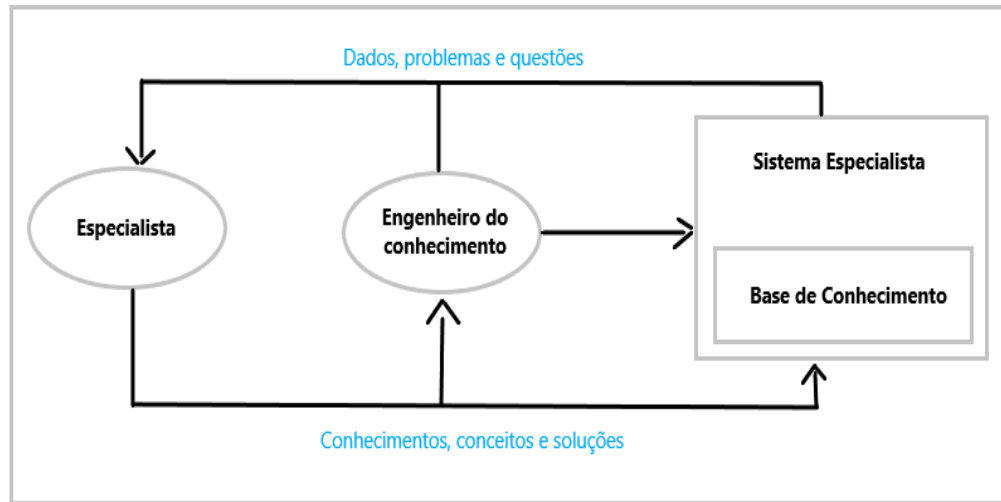 Dados, problemas e questões
Especialista
Engenheiro do
conhecimento
Sistema Especialista
Base de Conhecimento
Conhecimentos, conceitos e soluções